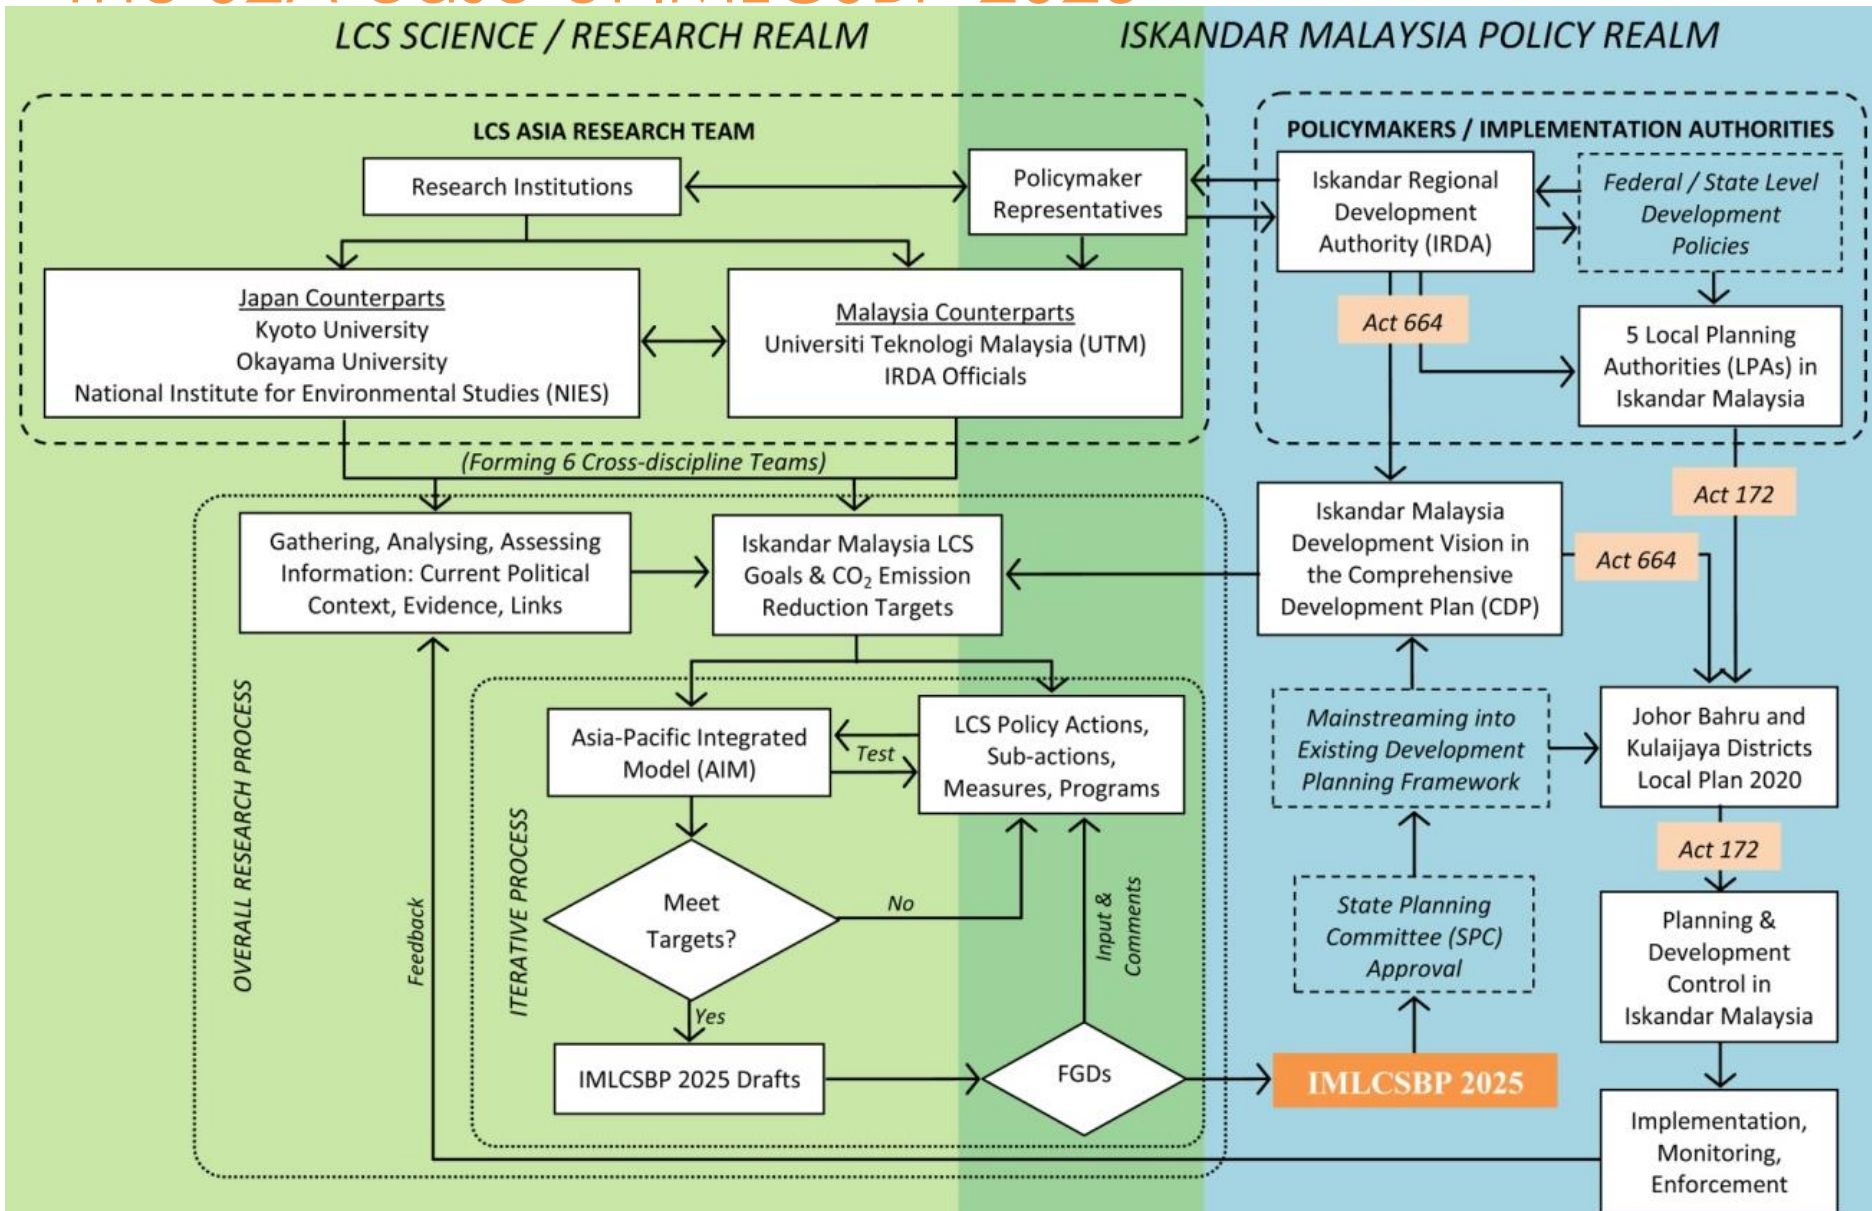 LCS SCIENCE / RESEARCH REALM
ISKANDAR MALAYSIA POLICY REALM
LCS ASIA RESEARCH TEAM
Research Institutions
Policymaker
Representatives
Japan Counterparts
Kyoto University
Okayama University
National Institute for Environmental Studies (NIES)
Malaysia Counterparts
Universiti Teknologi Malaysia (UTM)
IRDA Officials
POLICYMAKERS / IMPLEMENTATION AUTHORITIES
Iskandar Regional
Development
Authority (IRDA)
Federal / State Level
Development
Policies
Act 664
5 Local Planning
Authorities (LPAs) in
Iskandar Malaysia
(Forming 6 Cross-discipline Teams)
Act 172
Gathering, Analysing, Assessing
Information: Current Political
Context, Evidence, Links
Iskandar Malaysia LCS
Goals & CO₂ Emission
Reduction Targets
Iskandar Malaysia
Development Vision in
the Comprehensive
Development Plan (CDP)
Act 664
OVERALL RESEARCH PROCESS
ITERATIVE PROCESS
Asia-Pacific Integrated
Model (AIM)
Test
LCS Policy Actions,
Sub-actions,
Measures, Programs
Mainstreaming into
Existing Development
Planning Framework
Johor Bahru and
Kulaijaya Districts
Local Plan 2020
Act 172
Meet
Targets?
No
Yes
Feedback
Input &
Comments
State Planning
Committee (SPC)
Approval
Planning &
Development
Control in
Iskandar Malaysia
IMLCSBP 2025 Drafts
FGDs
IMLCSBP 2025
Implementation,
Monitoring,
Enforcement